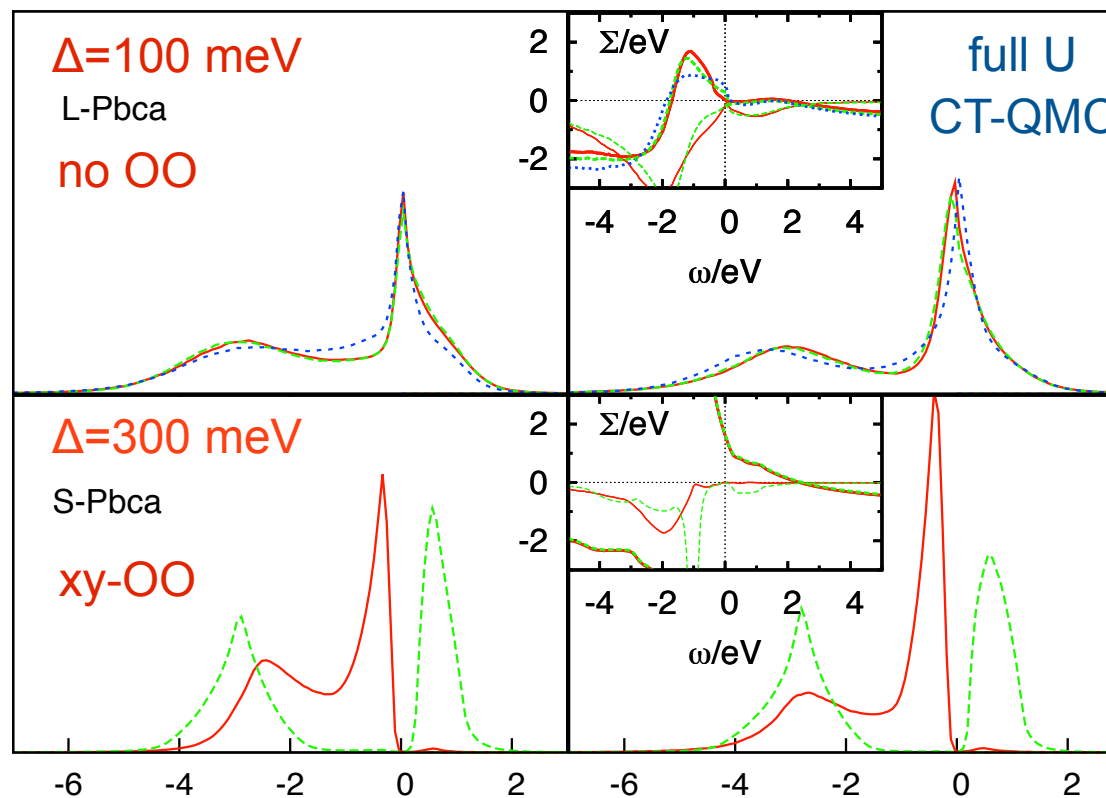 Δ=100 meV
L-Pbca
no OO
Σ/eV
2
0
-2
-4
-2
0
2
4
ω/eV
full U
CT-QMC
Δ=300 meV
S-Pbca
xy-OO
Σ/eV
2
0
-2
-4
-2
0
2
4
ω/eV
-6
-4
-2
0
2
-6
-4
-2
0
2